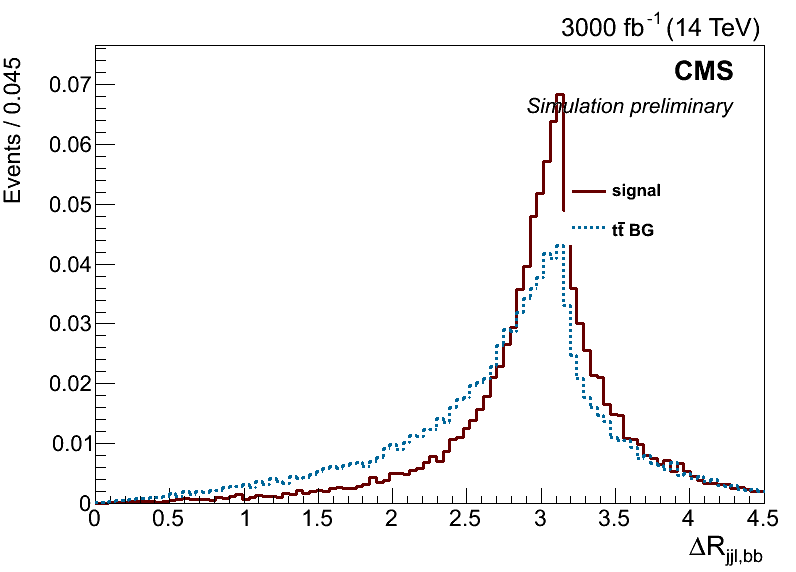 3000 fb⁻¹ (14 TeV)
CMS
Simulation preliminary
Events / 0.045
0.07
0.06
0.05
0.04
0.03
0.02
0.01
0
signal
tt̄ BG
0 0.5 1 1.5 2 2.5 3 3.5 4 4.5
ΔR_jjl,bb